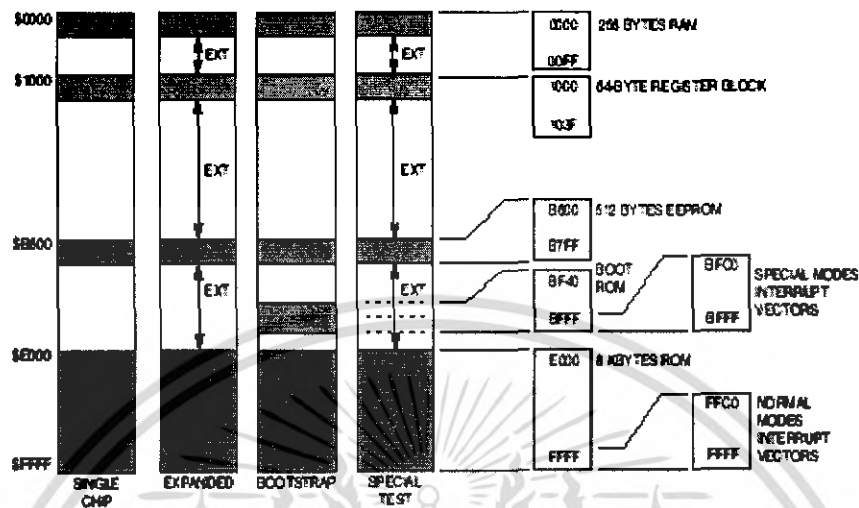 $0000
$1000
$B600
$E000
$FFFF
EXT
EXT
EXT
EXT
EXT
EXT
SINGLE
CHIP
EXPANDED
BOOTSTRAP
SPECIAL
TEST
0000
00FF
256 BYTES RAM
1000
103F
64-BYTE REGISTER BLOCK
B600
B7FF
512 BYTES EEPROM
BF40
BFFF
BOOT
ROM
BFC0
BFFF
SPECIAL MODES
INTERRUPT
VECTORS
E000
FFFF
8 KBYTES ROM
FFC0
FFFF
NORMAL
MODES
INTERRUPT
VECTORS